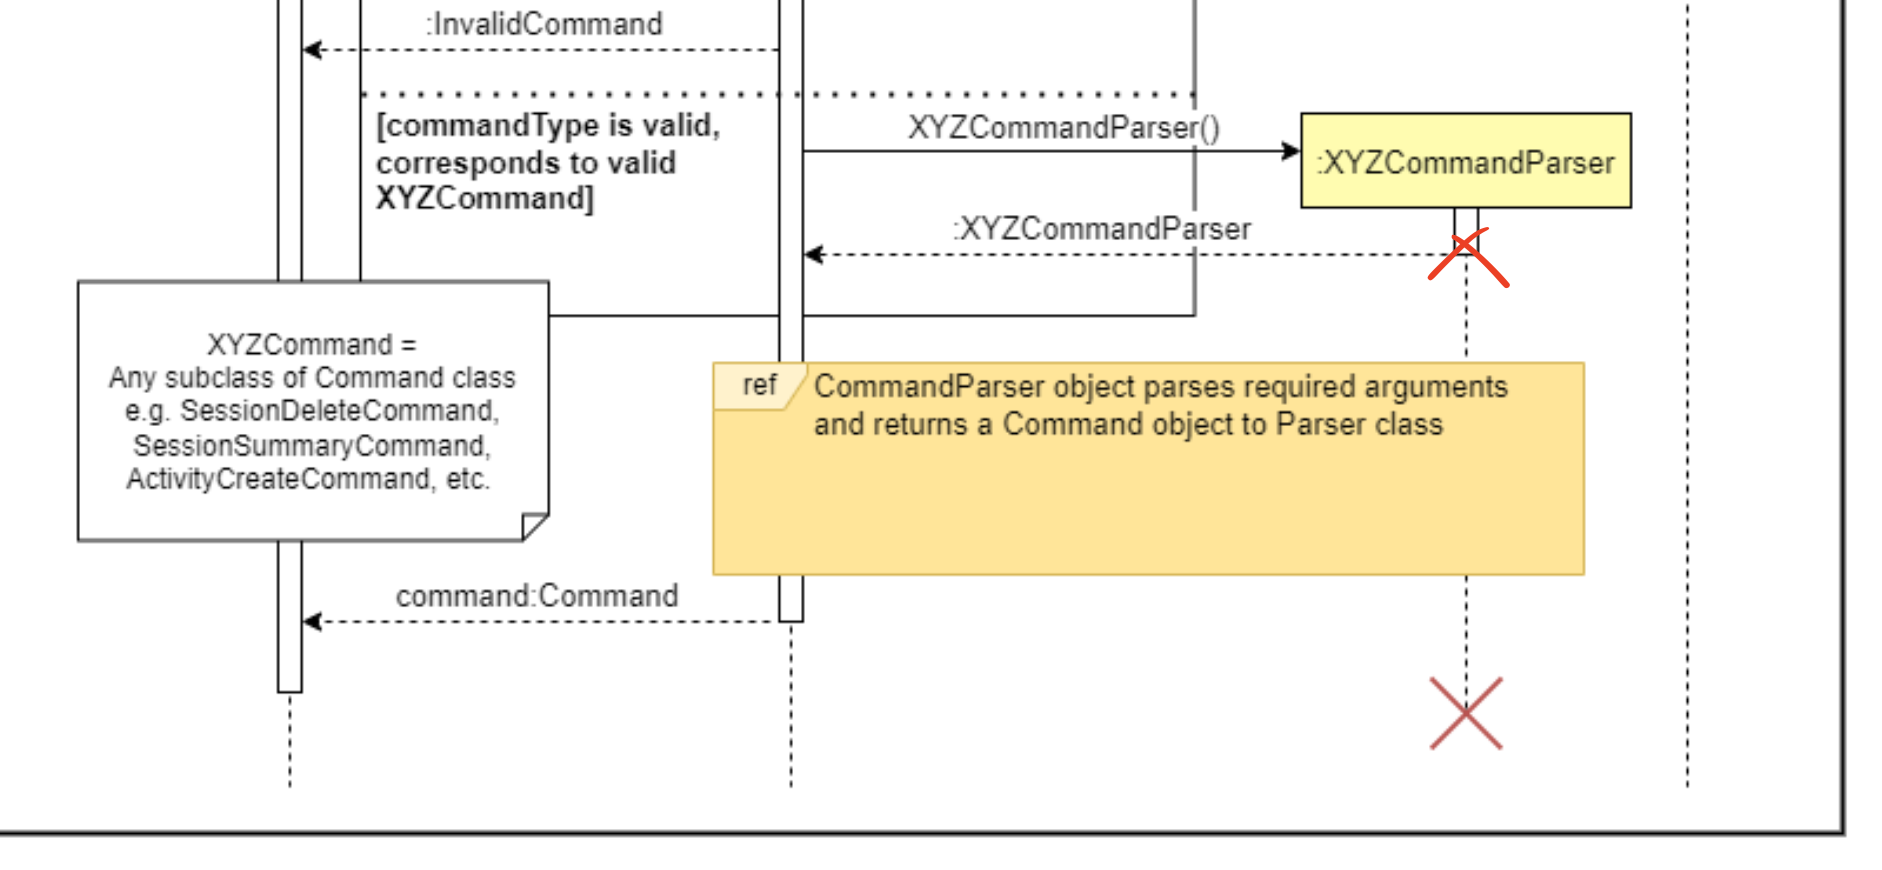 :InvalidCommand
[commandType is valid,
corresponds to valid
XYZCommand]
XYZCommandParser()
:XYZCommandParser
:XYZCommandParser
XYZCommand =
Any subclass of Command class
e.g. SessionDeleteCommand,
SessionSummaryCommand,
ActivityCreateCommand, etc.
ref
CommandParser object parses required arguments
and returns a Command object to Parser class
command:Command